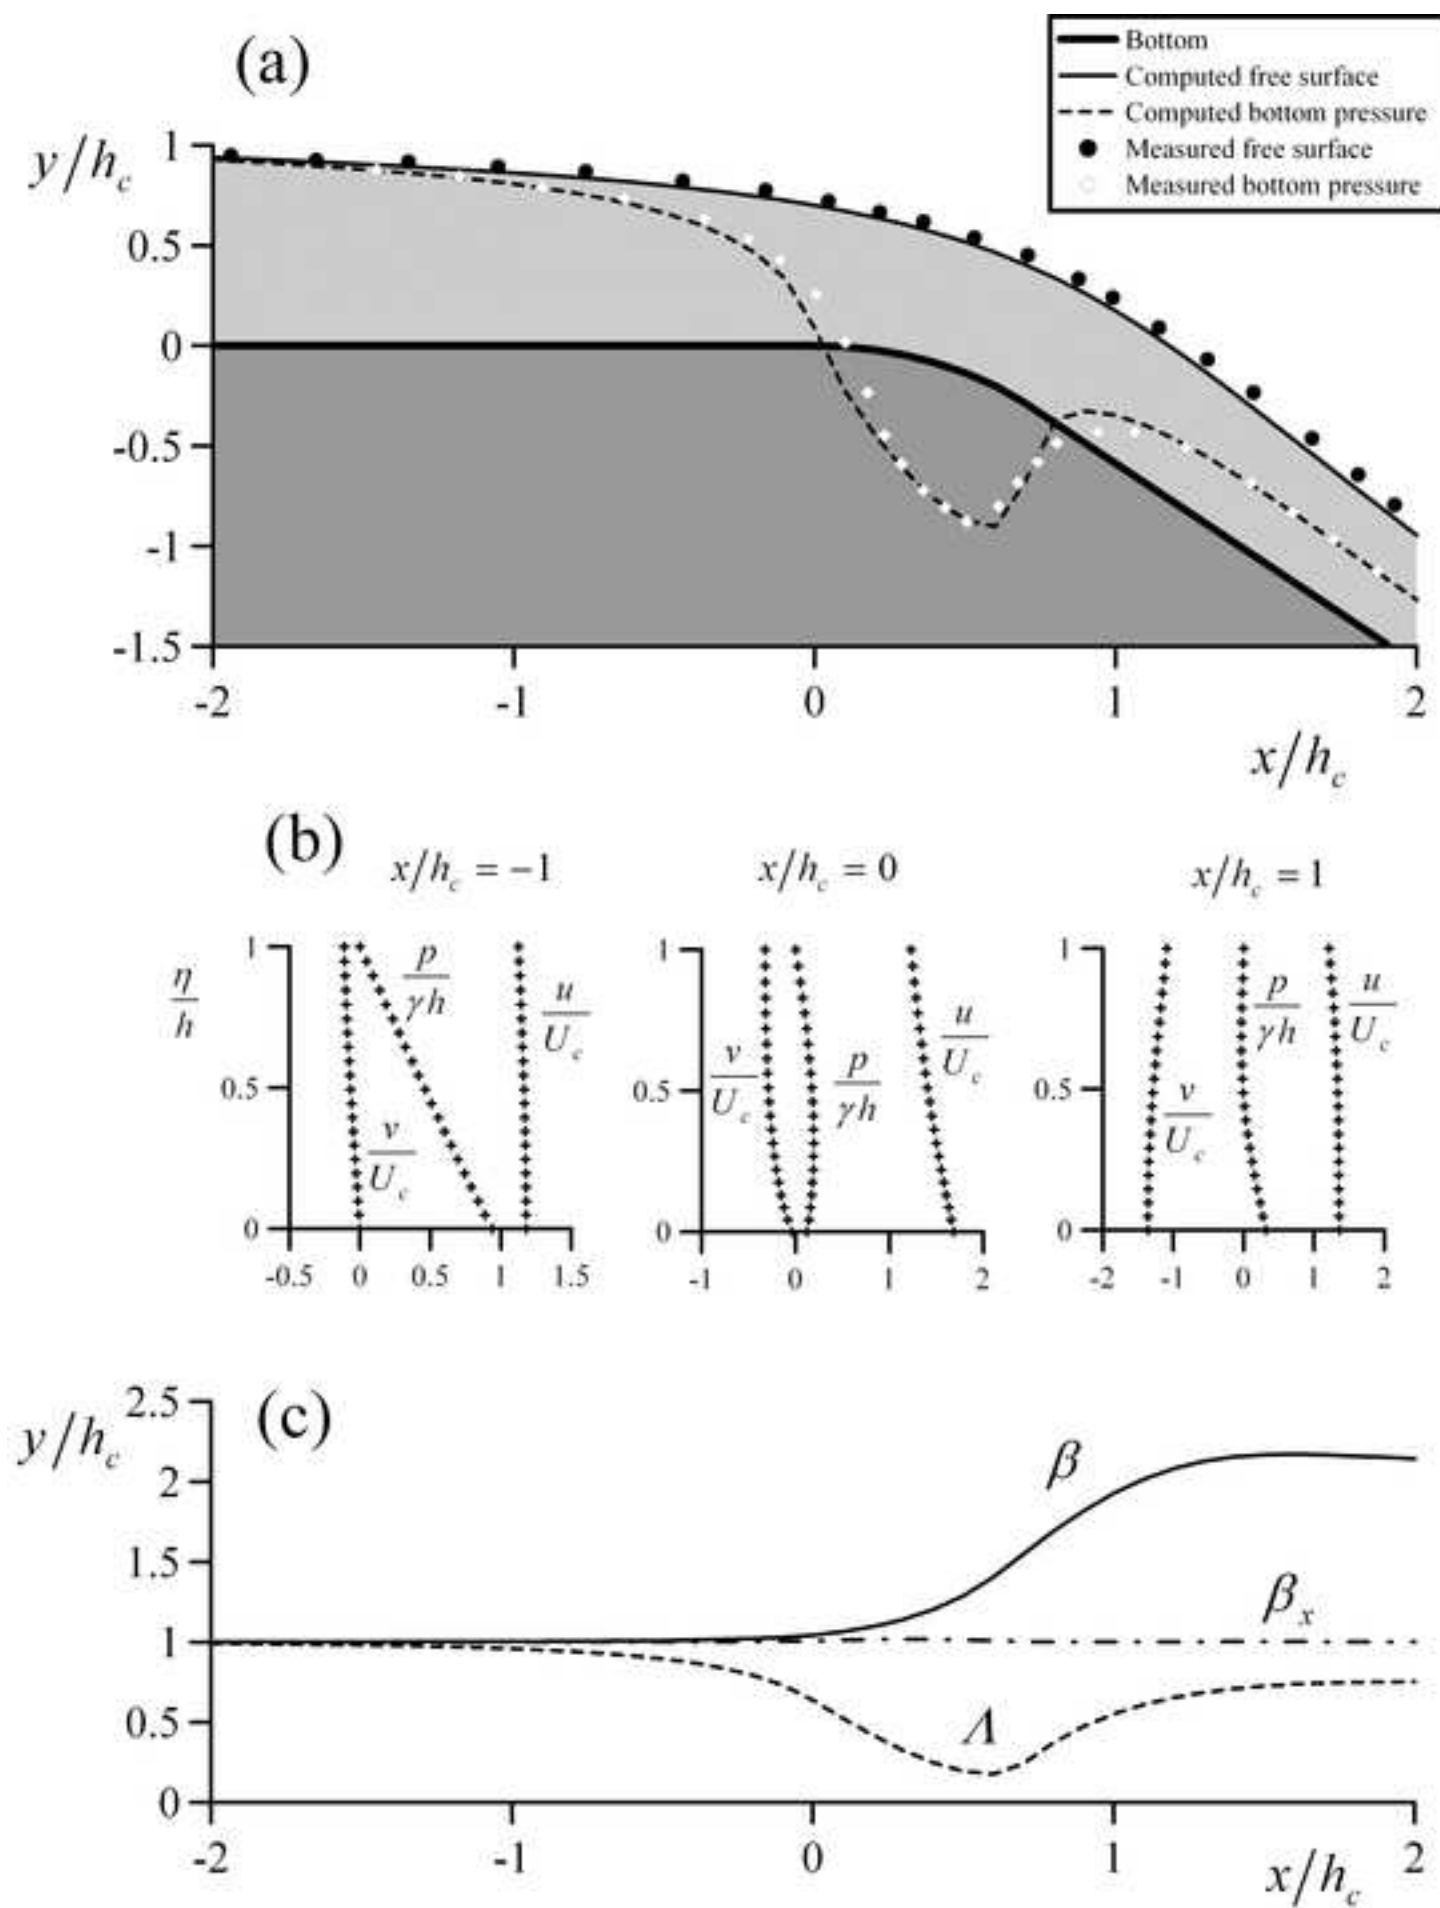 (a)
Bottom
Computed free surface
Computed bottom pressure
Measured free surface
Measured bottom pressure
y/h_c
1
0.5
0
-0.5
-1
-1.5
-2 -1 0 1 2
x/h_c
(b)
x/h_c = -1
x/h_c = 0
x/h_c = 1
η/h
1
0.5
0
p/γh
u/U_c
v/U_c
-0.5 0 0.5 1 1.5
1
0.5
0
v/U_c
p/γh
u/U_c
-1 0 1 2
1
0.5
0
p/γh
u/U_c
v/U_c
-2 -1 0 1 2
(c)
y/h_c
2.5
2
1.5
1
0.5
0
β
β_x
Λ
-2 -1 0 1 2
x/h_c